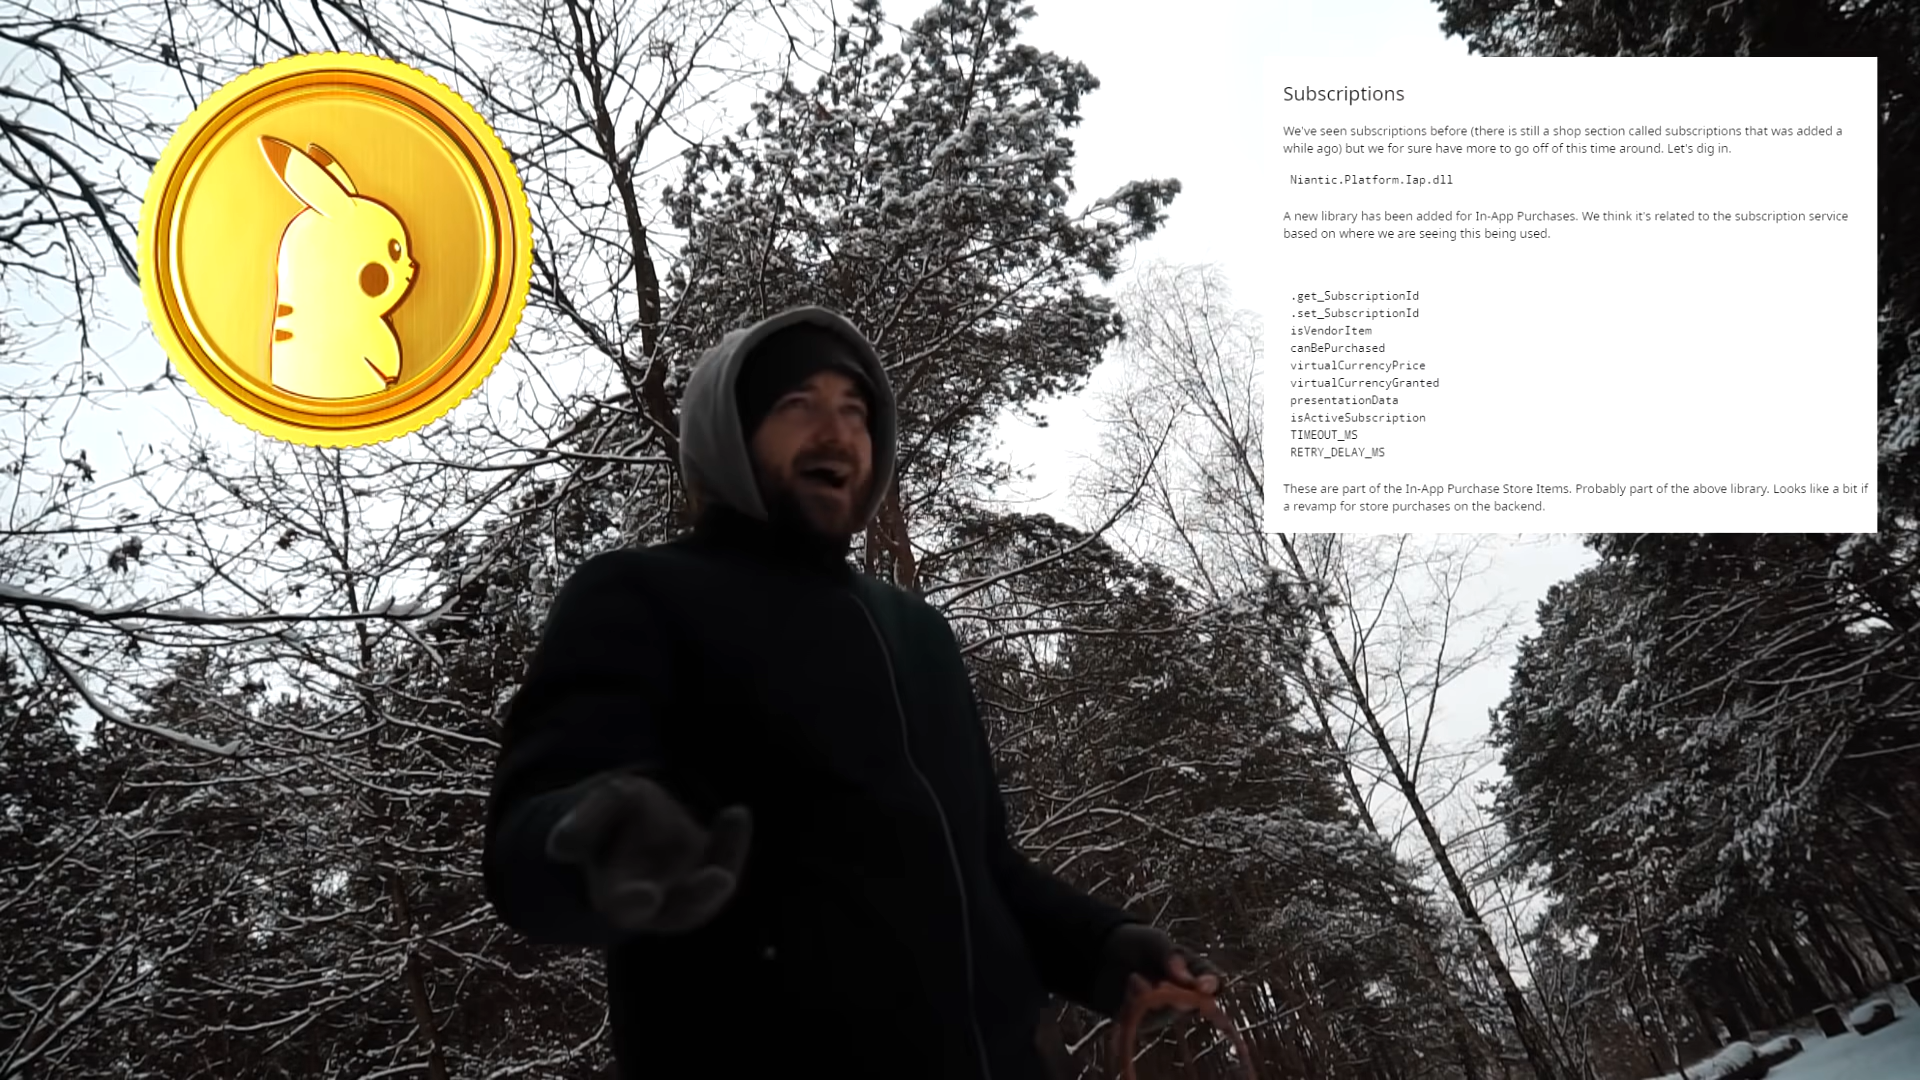 Subscriptions
We've seen subscriptions before (there is still a shop section called subscriptions that was added a
while ago) but we for sure have more to go off of this time around. Let's dig in.
Niantic.Platform.Iap.dll
A new library has been added for In-App Purchases. We think it's related to the subscription service
based on where we are seeing this being used.
.get_SubscriptionId
.set_SubscriptionId
isVendorItem
canBePurchased
virtualCurrencyPrice
virtualCurrencyGranted
presentationData
isActiveSubscription
TIMEOUT_MS
RETRY_DELAY_MS
These are part of the In-App Purchase Store Items. Probably part of the above library. Looks like a bit if
a revamp for store purchases on the backend.